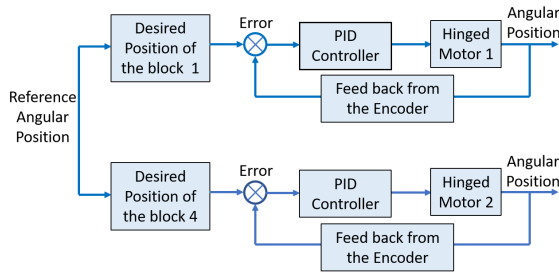 Reference
Angular
Position
Desired
Position of
the block 1
Error
PID
Controller
Hinged
Motor 1
Angular
Position
Feed back from
the Encoder
Desired
Position of
the block 4
Error
PID
Controller
Hinged
Motor 2
Angular
Position
Feed back from
the Encoder